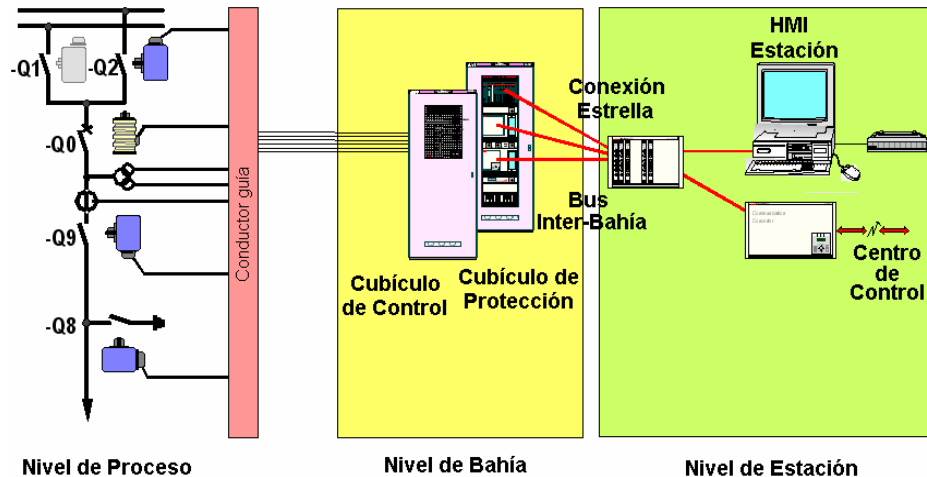 -Q1
-Q2
-Q0
-Q9
-Q8
Conductor guía
Nivel de Proceso
Cubículo
de Control
Cubículo de
Protección
Nivel de Bahía
Conexión
Estrella
Bus
Inter-Bahía
HMI
Estación
Centro
de
Control
Nivel de Estación